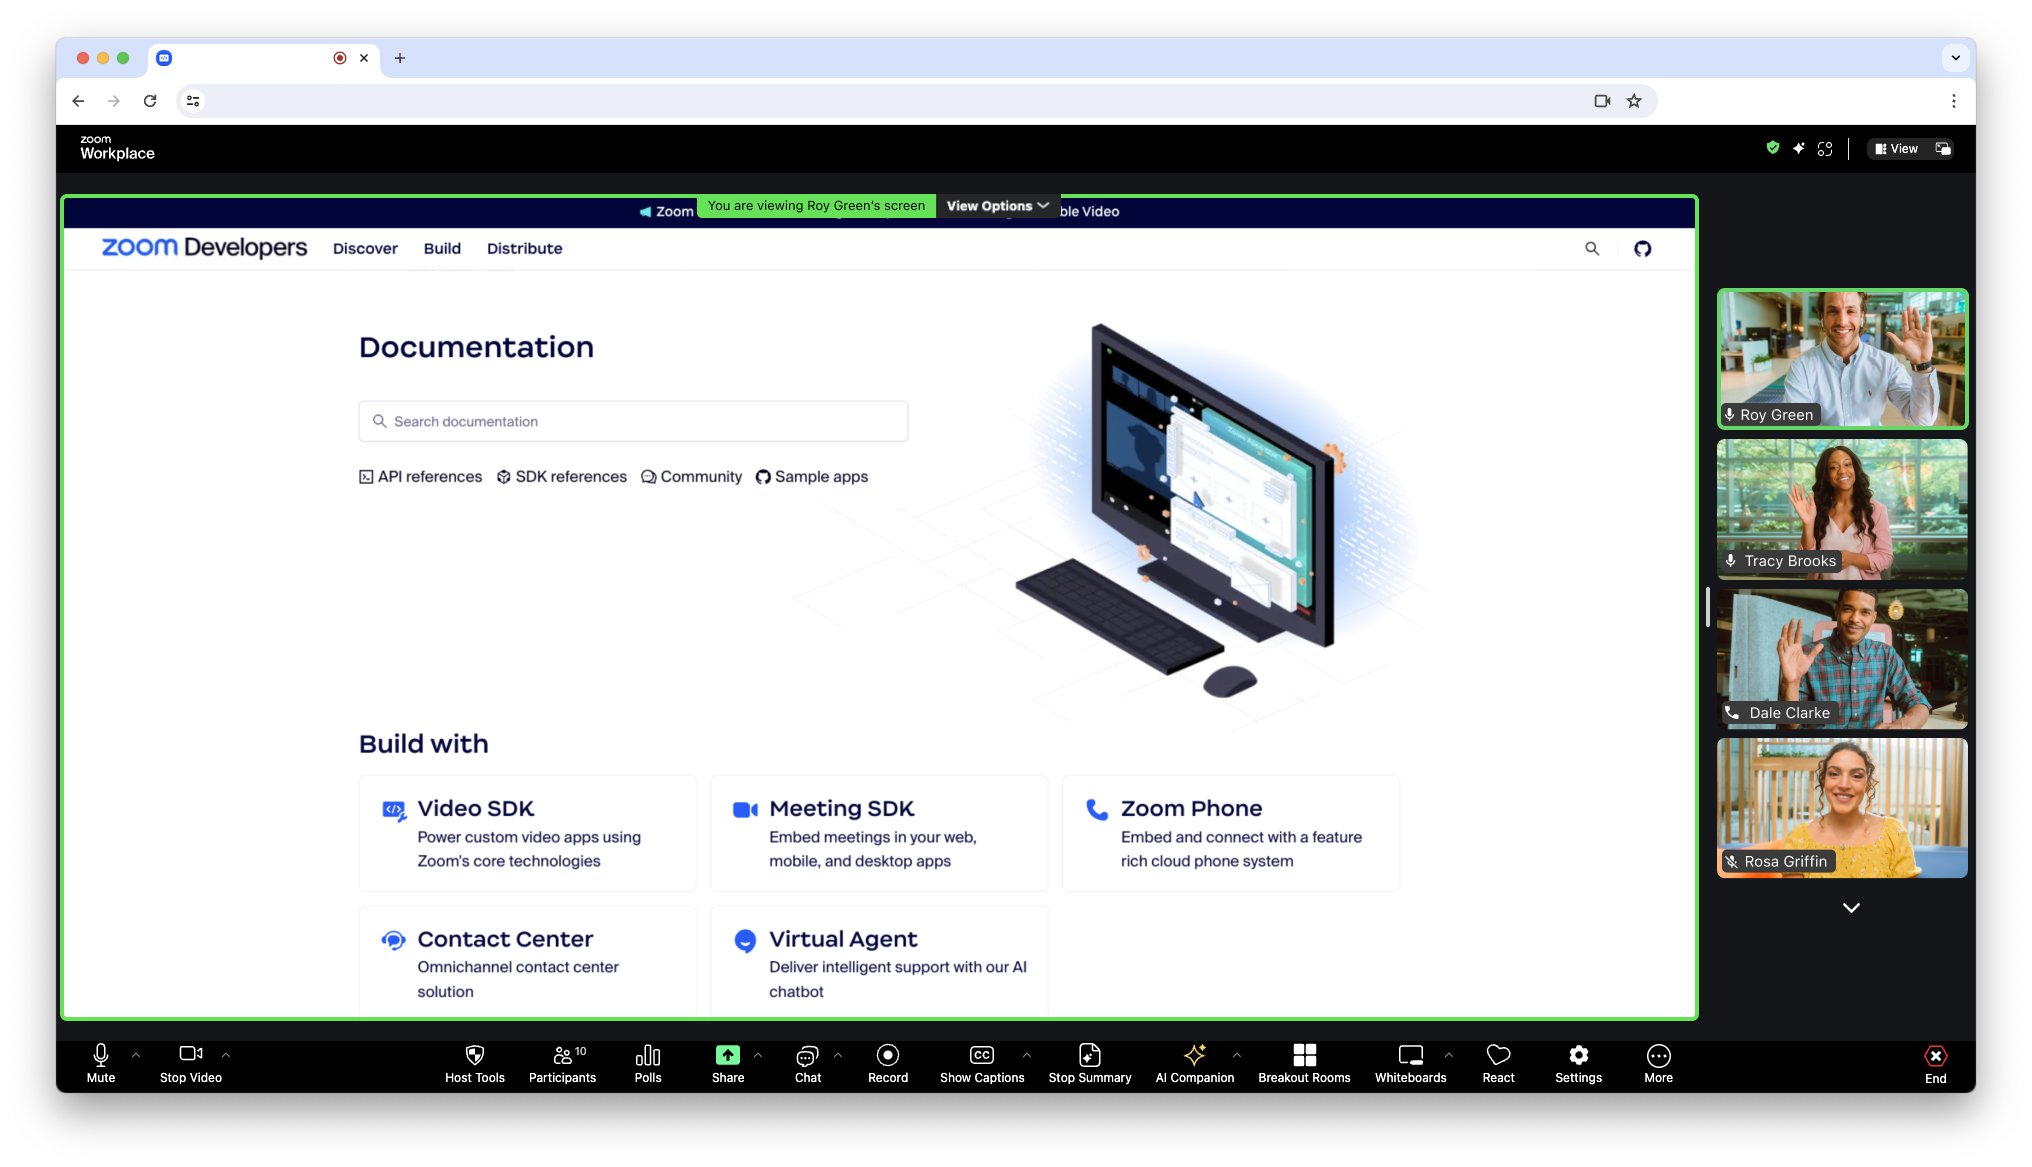 zoom
Workplace
View
Zoom
You are viewing Roy Green's screen
View Options
ble Video
zoom Developers
Discover
Build
Distribute
Documentation
Search documentation
API references
SDK references
Community
Sample apps
Build with
Video SDK
Power custom video apps using
Zoom's core technologies
Meeting SDK
Embed meetings in your web,
mobile, and desktop apps
Zoom Phone
Embed and connect with a feature
rich cloud phone system
Contact Center
Omnichannel contact center
solution
Virtual Agent
Deliver intelligent support with our AI
chatbot
Roy Green
Tracy Brooks
Dale Clarke
Rosa Griffin
Mute
Stop Video
Host Tools
10
Participants
Polls
Share
Chat
Record
CC
Show Captions
Stop Summary
AI Companion
Breakout Rooms
Whiteboards
React
Settings
More
End